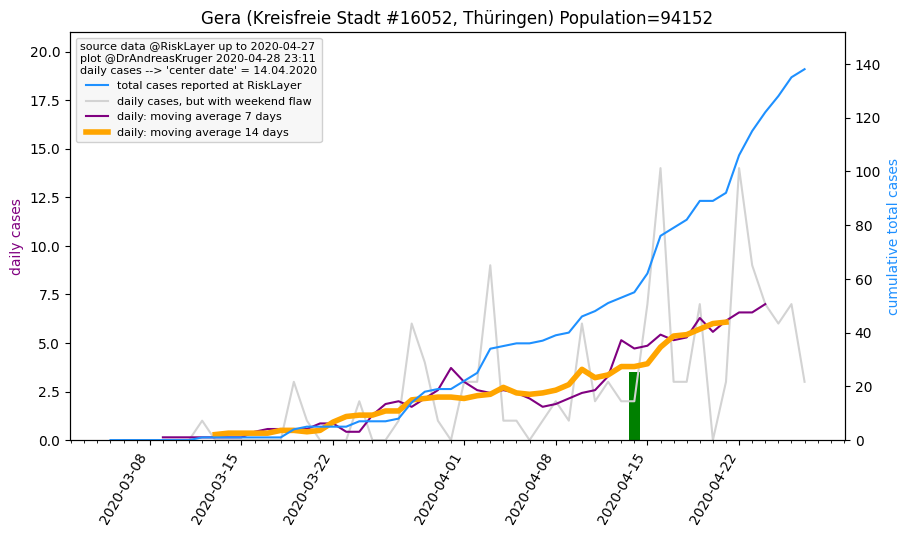 Gera (Kreisfreie Stadt #16052, Thüringen) Population=94152
source data @RiskLayer up to 2020-04-27
plot @DrAndreasKruger 2020-04-28 23:11
daily cases --> 'center date' = 14.04.2020
total cases reported at RiskLayer
daily cases, but with weekend flaw
daily: moving average 7 days
daily: moving average 14 days
daily cases
20.0
17.5
15.0
12.5
10.0
7.5
5.0
2.5
0.0
140
120
100
80
60
40
20
0
cumulative total cases
2020-03-08
2020-03-15
2020-03-22
2020-04-01
2020-04-08
2020-04-15
2020-04-22